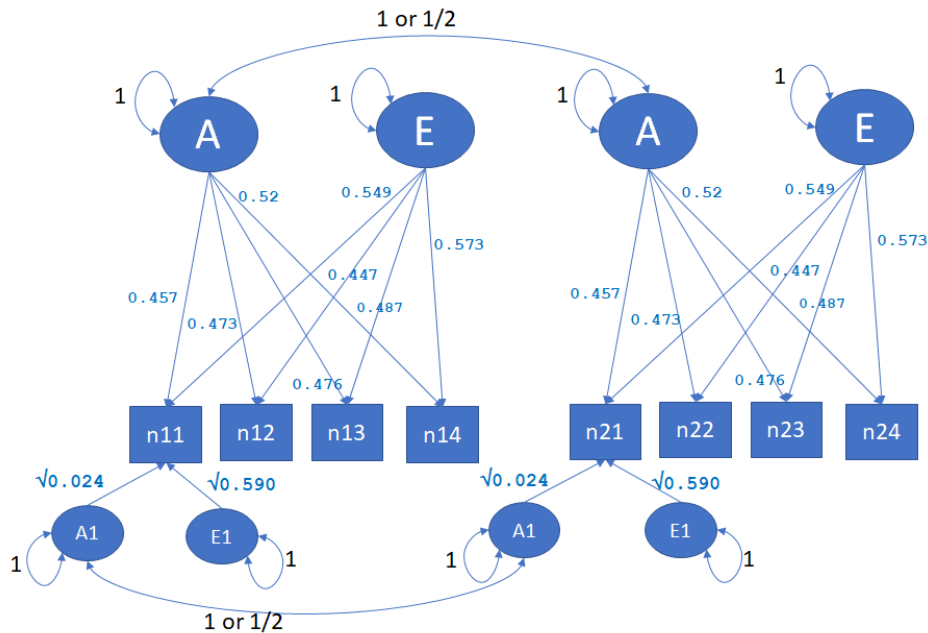 1 or 1/2
1
1
1
1
A
E
A
E
0.52
0.549
0.52
0.549
0.573
0.573
0.447
0.447
0.457
0.487
0.457
0.487
0.473
0.473
0.476
0.476
n11
n12
n13
n14
n21
n22
n23
n24
√0.024
√0.590
√0.024
√0.590
A1
E1
A1
E1
1
1
1
1
1 or 1/2